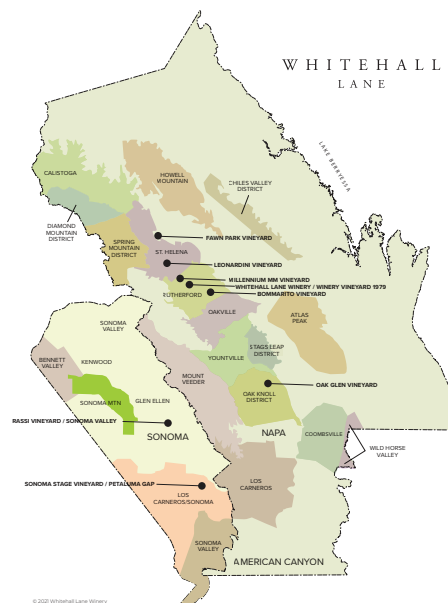 WHITEHALL
LANE
LAKE BERRYESSA
CALISTOGA
HOWELL
MOUNTAIN
CHILES VALLEY
DISTRICT
DIAMOND
MOUNTAIN
DISTRICT
SPRING
MOUNTAIN
DISTRICT
FAWN PARK VINEYARD
ST. HELENA
LEONARDINI VINEYARD
MILLENNIUM MM VINEYARD
WHITEHALL LANE WINERY / WINERY VINEYARD 1979
BOMMARITO VINEYARD
RUTHERFORD
OAKVILLE
ATLAS
PEAK
SONOMA
VALLEY
STAGS LEAP
DISTRICT
YOUNTVILLE
BENNETT
VALLEY
KENWOOD
MOUNT
VEEDER
OAK GLEN VINEYARD
OAK KNOLL
DISTRICT
SONOMA MTN
GLEN ELLEN
RASSI VINEYARD / SONOMA VALLEY
SONOMA
NAPA
COOMBSVILLE
WILD HORSE
VALLEY
SONOMA STAGE VINEYARD / PETALUMA GAP
LOS
CARNEROS/SONOMA
LOS
CARNEROS
SONOMA
VALLEY
AMERICAN CANYON
© 2021 Whitehall Lane Winery